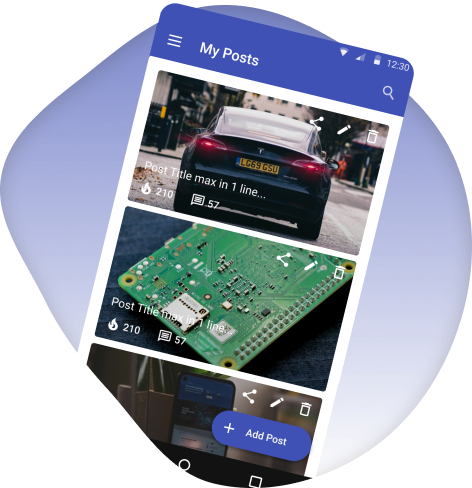 12:30
My Posts
LG69 GSU
Post Title max in 1 line...
210 57
Post Title max in 1 line...
210 57
Add Post